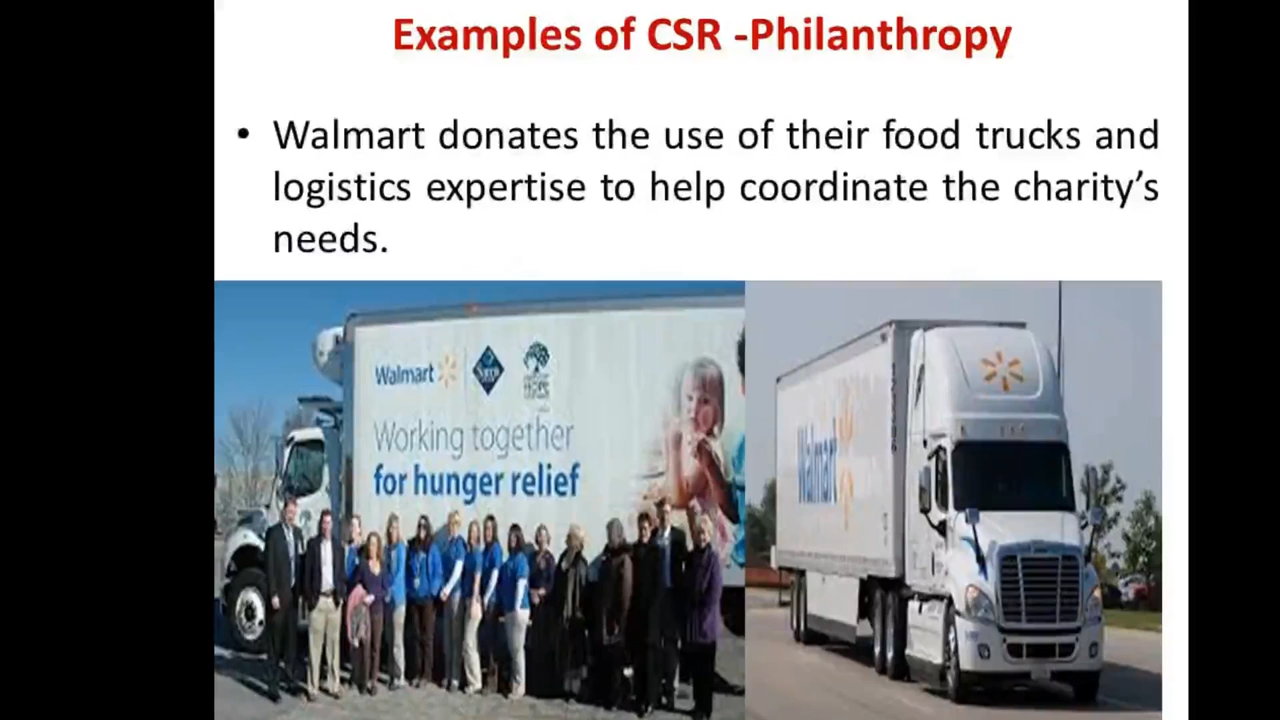 Examples of CSR -Philanthropy
• Walmart donates the use of their food trucks and
logistics expertise to help coordinate the charity’s
needs.
Walmart
HOPE
Working together
for hunger relief
Walmart